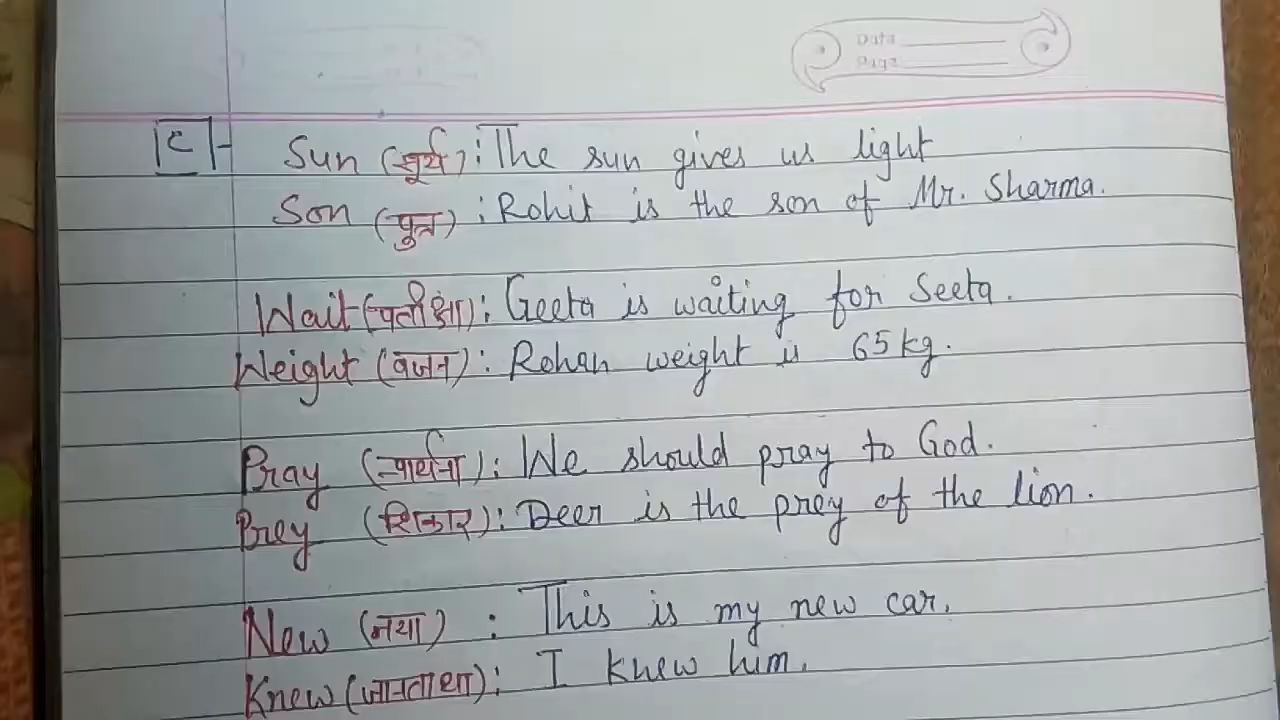 Data
Page
C - Sun (सूर्य) : The sun gives us light
Son (पुत्र) : Rohit is the son of Mr. Sharma.
Wait (प्रतीक्षा) : Geeta is waiting for Seeta.
Weight (वजन) : Rohan weight is 65 kg.
Pray (प्रार्थना) : We should pray to God.
Prey (शिकार) : Deer is the prey of the lion.
New (नया) : This is my new car.
Knew (जानता था) : I knew him.